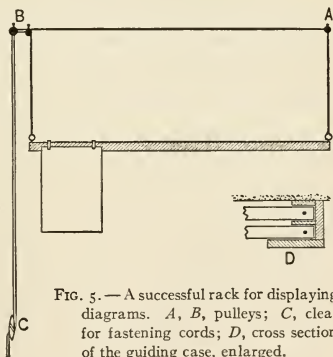 B
A
C
D
FIG. 5.—A successful rack for displaying
diagrams. A, B, pulleys; C, clea
for fastening cords; D, cross section
of the guiding case, enlarged.